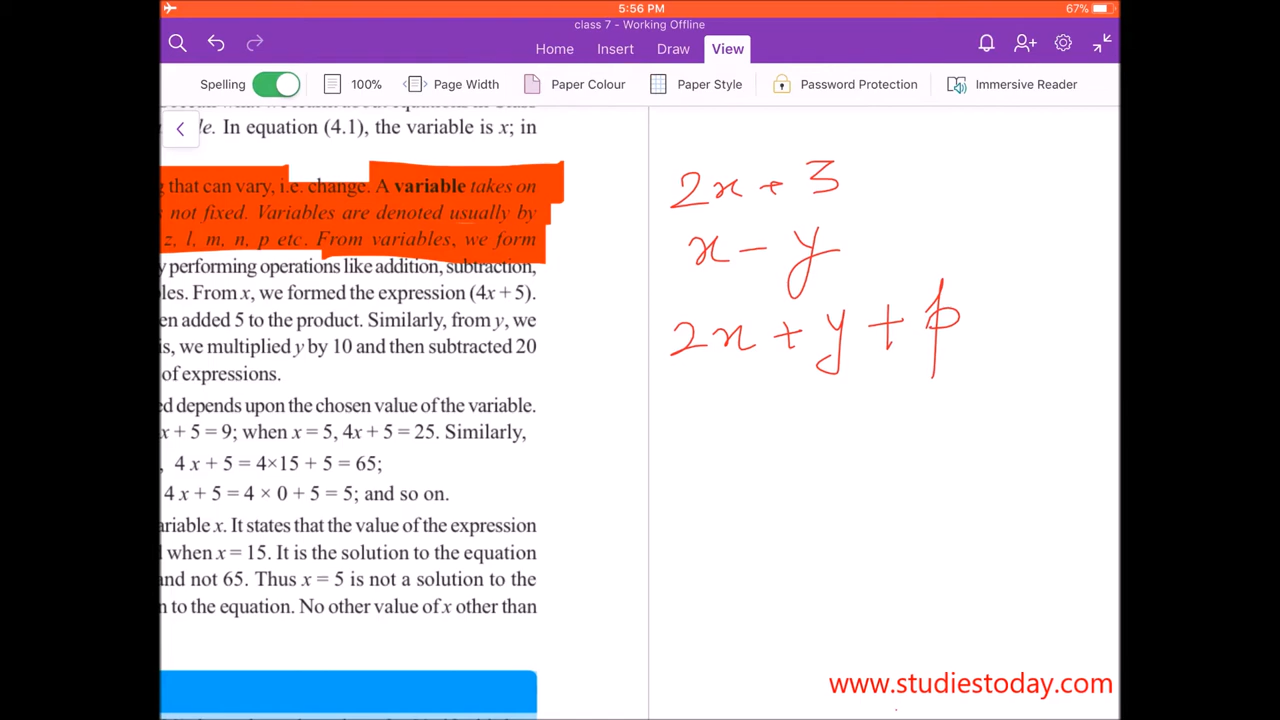 5:56 PM
67%
class 7 - Working Offline
Home Insert Draw View
Spelling 100% Page Width Paper Colour Paper Style Password Protection Immersive Reader
le. In equation (4.1), the variable is x; in
that can vary, i.e. change. A variable takes on
not fixed. Variables are denoted usually by
z, l, m, n, p etc. From variables, we form
y performing operations like addition, subtraction,
les. From x, we formed the expression (4x + 5).
en added 5 to the product. Similarly, from y, we
is, we multiplied y by 10 and then subtracted 20
of expressions.
ed depends upon the chosen value of the variable.
x + 5 = 9; when x = 5, 4x + 5 = 25. Similarly,
, 4 x + 5 = 4×15 + 5 = 65;
4 x + 5 = 4 × 0 + 5 = 5; and so on.
ariable x. It states that the value of the expression
when x = 15. It is the solution to the equation
and not 65. Thus x = 5 is not a solution to the
n to the equation. No other value of x other than
2x + 3
x - y
2x + y + p
www.studiestoday.com